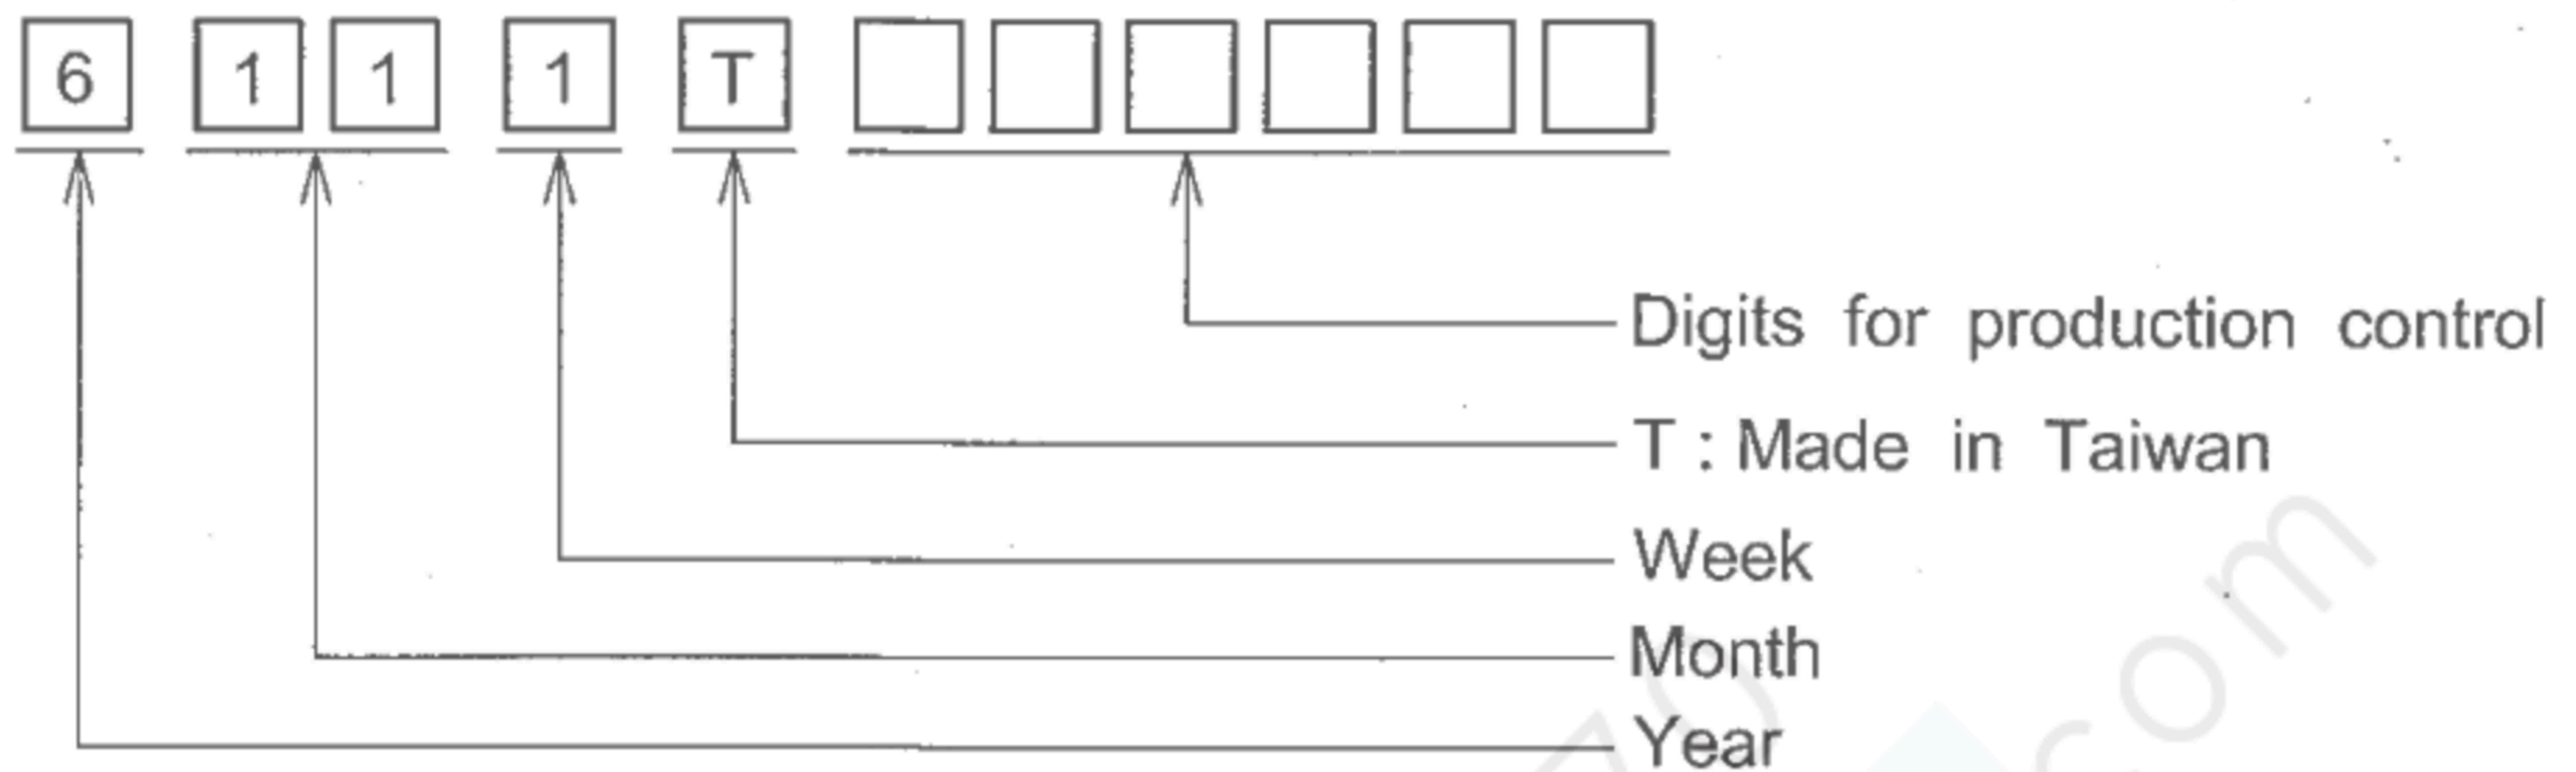 6 1 1 1 T
Digits for production control
T : Made in Taiwan
Week
Month
Year